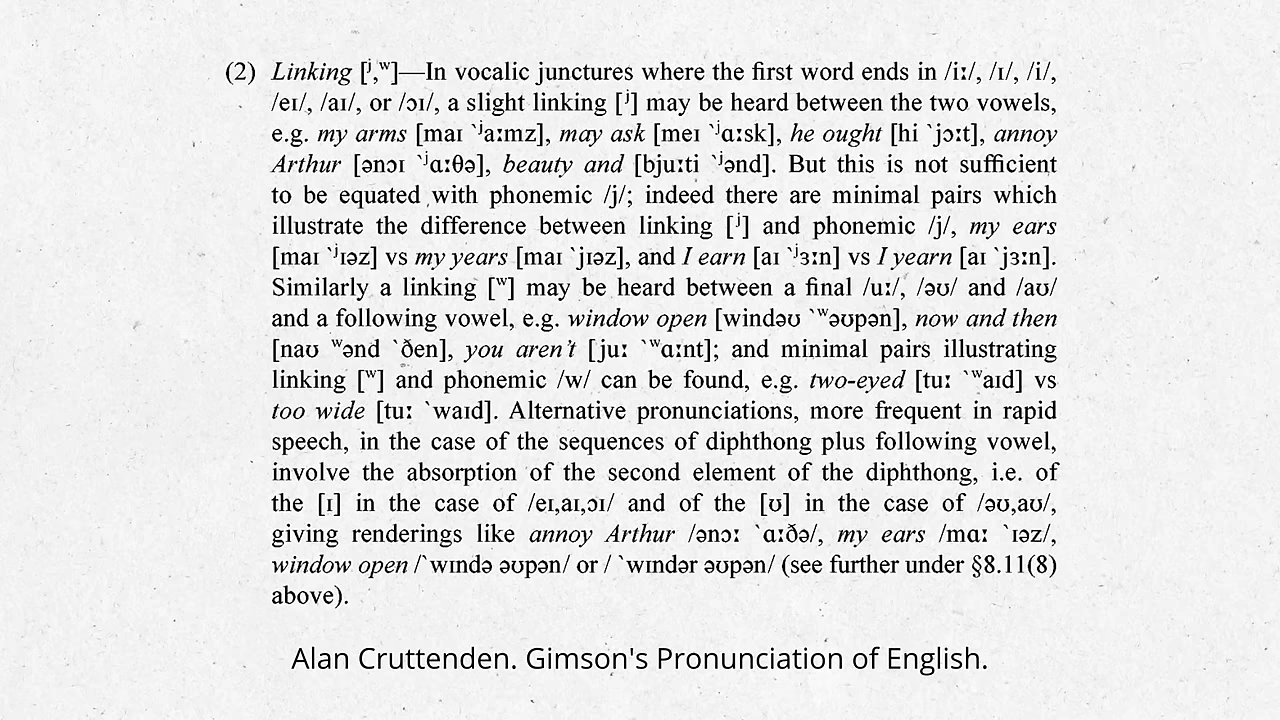 (2) Linking [ʲ,ʷ]—In vocalic junctures where the first word ends in /iː/, /ɪ/, /i/,
/eɪ/, /aɪ/, or /ɔɪ/, a slight linking [ʲ] may be heard between the two vowels,
e.g. my arms [maɪ ˋʲaːmz], may ask [meɪ ˋʲɑːsk], he ought [hi ˋjɔːt], annoy
Arthur [ənɔɪ ˋʲɑːθə], beauty and [bjuːti ˋʲənd]. But this is not sufficient
to be equated with phonemic /j/; indeed there are minimal pairs which
illustrate the difference between linking [ʲ] and phonemic /j/, my ears
[maɪ ˋʲɪəz] vs my years [maɪ ˋjɪəz], and I earn [aɪ ˋʲɜːn] vs I yearn [aɪ ˋjɜːn].
Similarly a linking [ʷ] may be heard between a final /uː/, /əʊ/ and /aʊ/
and a following vowel, e.g. window open [windəʊ ˋʷəʊpən], now and then
[naʊ ʷənd ˋðen], you aren't [juː ˋʷɑːnt]; and minimal pairs illustrating
linking [ʷ] and phonemic /w/ can be found, e.g. two-eyed [tuː ˋʷaɪd] vs
too wide [tuː ˋwaɪd]. Alternative pronunciations, more frequent in rapid
speech, in the case of the sequences of diphthong plus following vowel,
involve the absorption of the second element of the diphthong, i.e. of
the [ɪ] in the case of /eɪ,aɪ,ɔɪ/ and of the [ʊ] in the case of /əʊ,aʊ/,
giving renderings like annoy Arthur /ənɔː ˋɑːðə/, my ears /mɑː ˋɪəz/,
window open /ˋwɪndə əʊpən/ or / ˋwɪndər əʊpən/ (see further under §8.11(8)
above).
Alan Cruttenden. Gimson's Pronunciation of English.